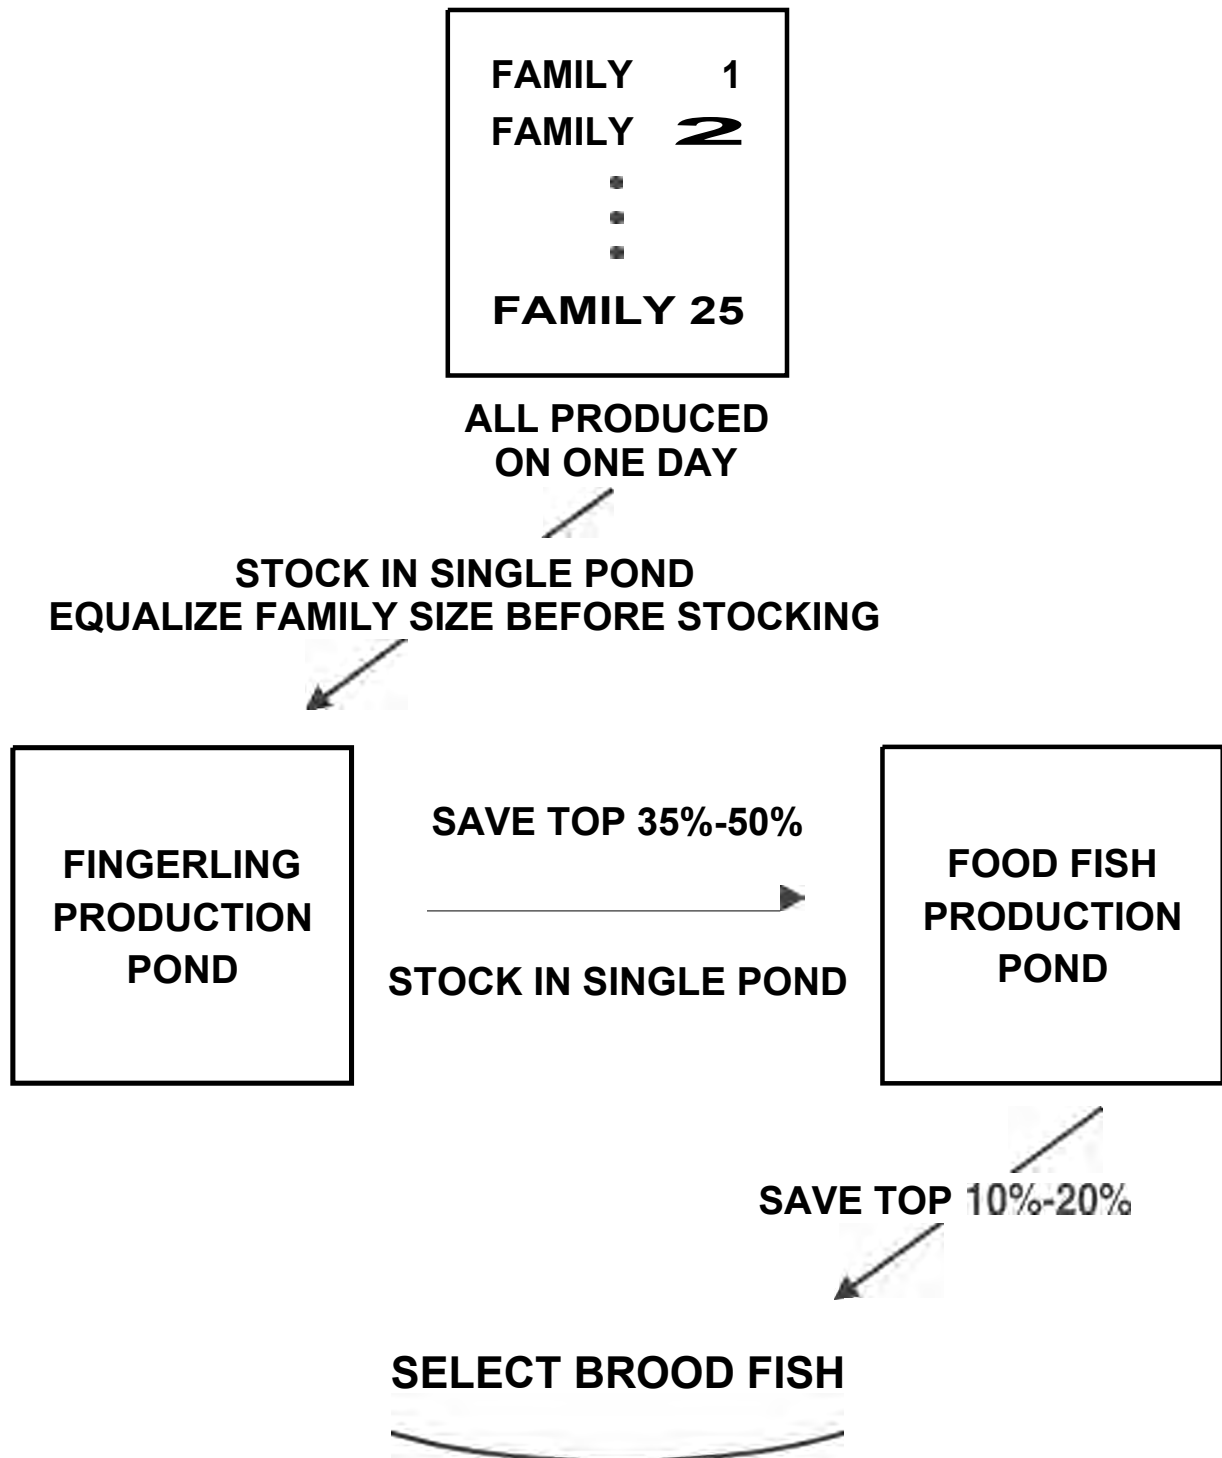 FAMILY 1
FAMILY 2
FAMILY 25
ALL PRODUCED
ON ONE DAY
STOCK IN SINGLE POND
EQUALIZE FAMILY SIZE BEFORE STOCKING
FINGERLING
PRODUCTION
POND
SAVE TOP 35%-50%
STOCK IN SINGLE POND
FOOD FISH
PRODUCTION
POND
SAVE TOP 10%-20%
SELECT BROOD FISH